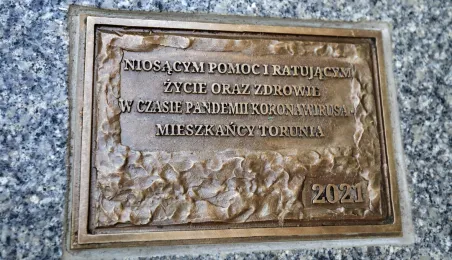 NIOSĄCYM POMOC I RATUJĄCYM
ŻYCIE ORAZ ZDROWIE
W CZASIE PANDEMII KORONAWIRUSA
MIESZKAŃCY TORUNIA
2021